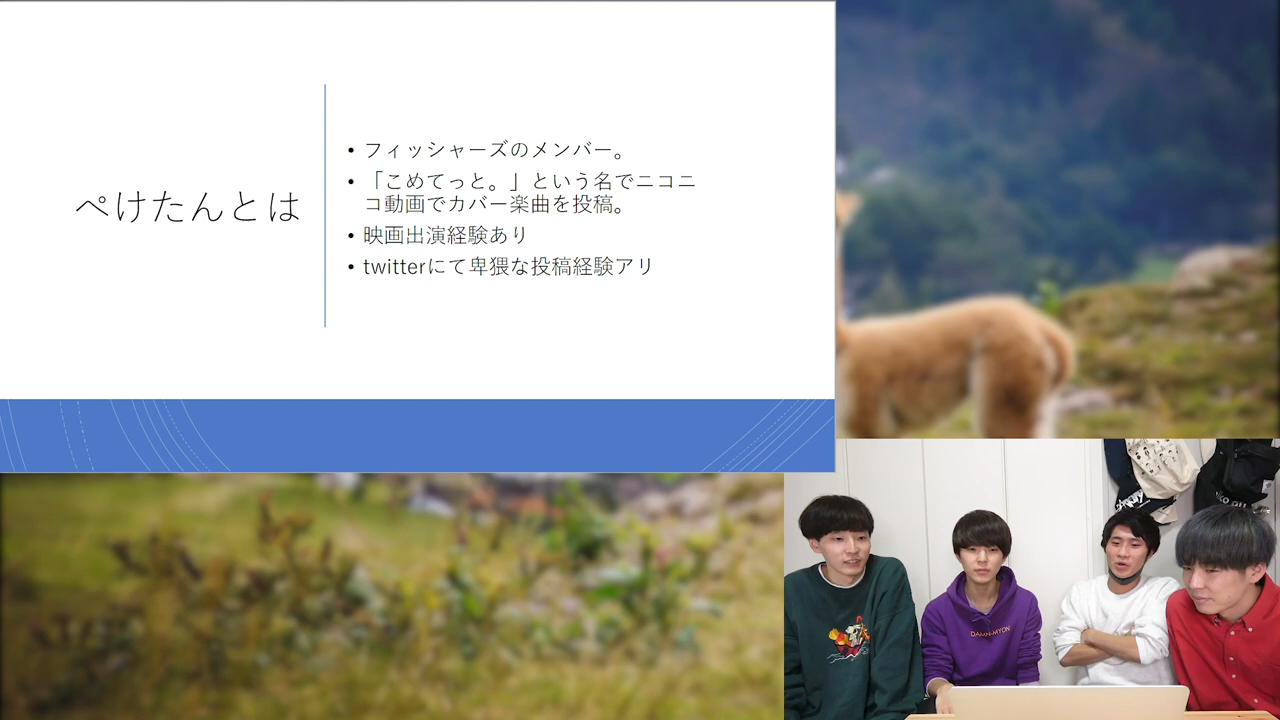 ぺけたんとは
• フィッシャーズのメンバー。
• 「こめてっと。」という名でニコニ
コ動画でカバー楽曲を投稿。
• 映画出演経験あり
• twitterにて卑猥な投稿経験アリ
DAMN-MYON